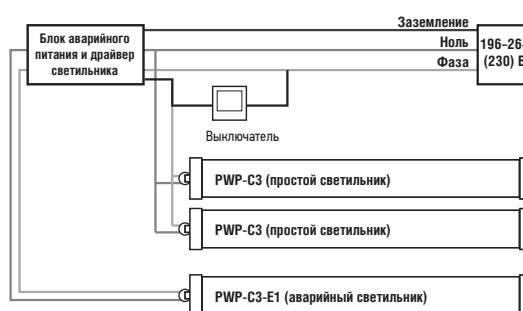 Заземление
Блок аварийного
питания и драйвер
светильника
Ноль
Фаза
196-26
(230) В
Выключатель
PWP-C3 (простой светильник)
PWP-C3 (простой светильник)
PWP-C3-E1 (аварийный светильник)